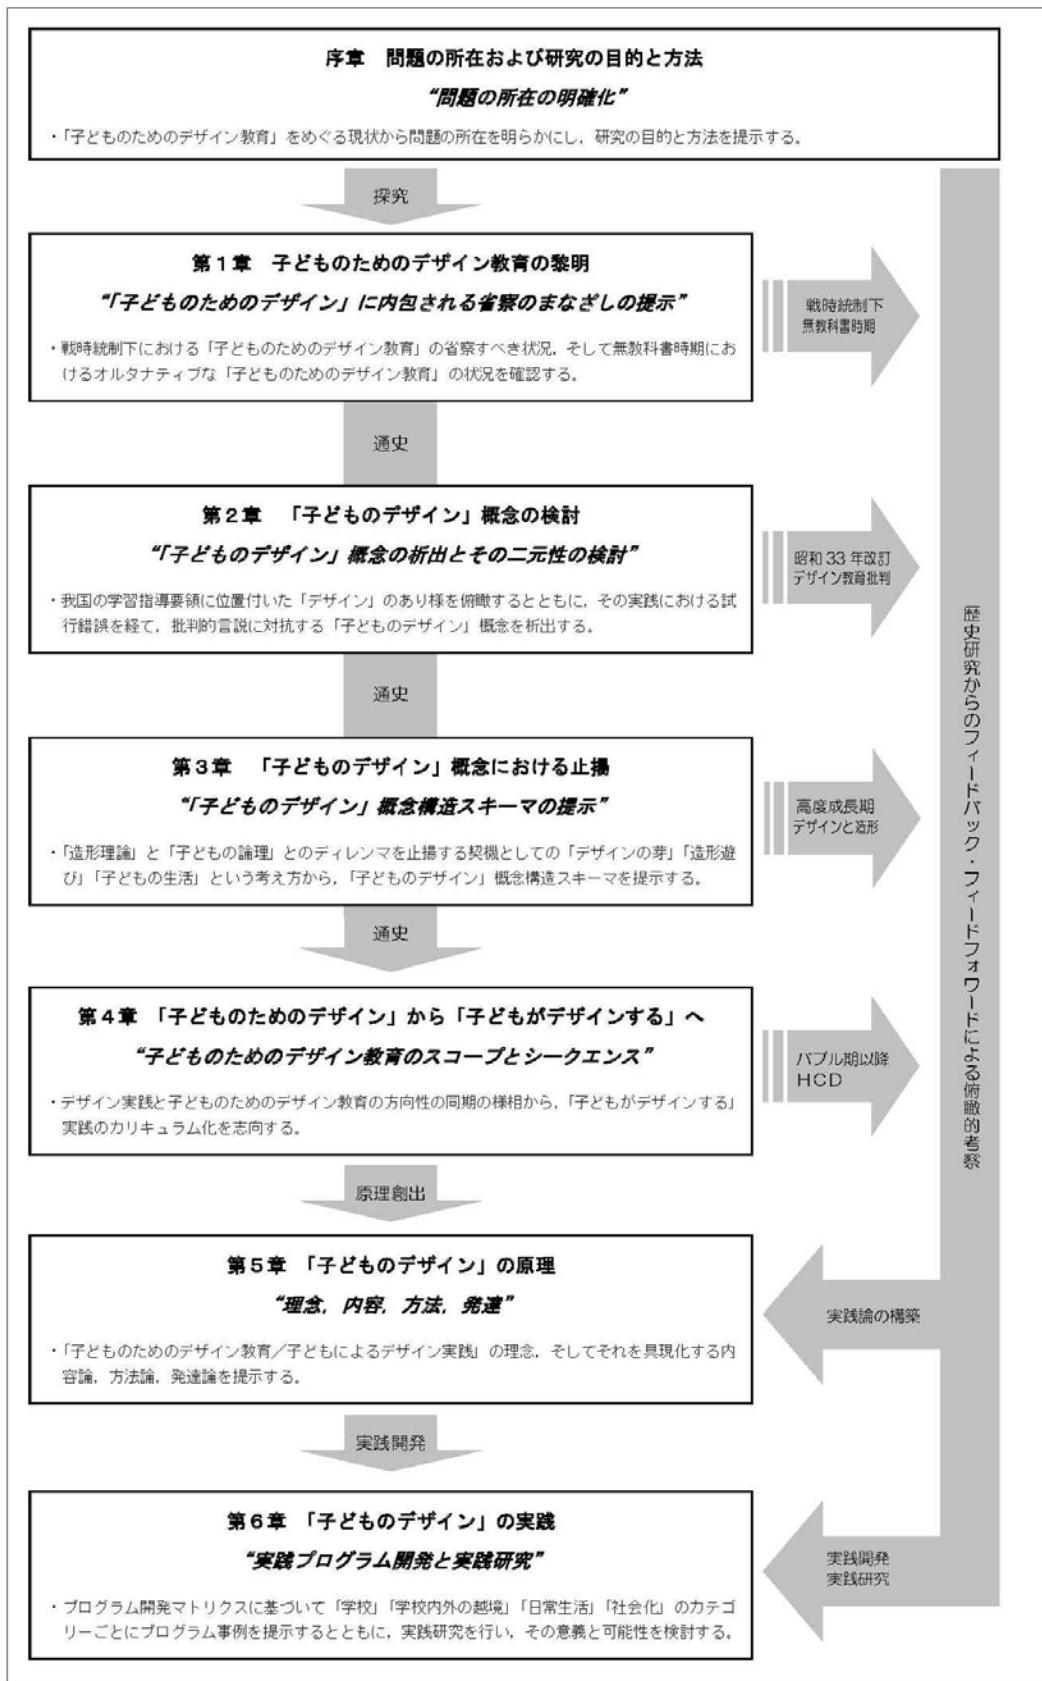 序章　問題の所在および研究の目的と方法
“問題の所在の明確化”
・「子どものためのデザイン教育」をめぐる現状から問題の所在を明らかにし，研究の目的と方法を提示する。
探究
第１章　子どものためのデザイン教育の黎明
“「子どものためのデザイン」に内包される省察のまなざしの提示”
・戦時統制下における「子どものためのデザイン教育」の省察すべき状況，そして無教科書時期にお
けるオルタナティブな「子どものためのデザイン教育」の状況を確認する。
戦時統制下
無教科書時期
通史
第２章　「子どものデザイン」概念の検討
“「子どものデザイン」概念の析出とその二元性の検討”
・我国の学習指導要領に位置付いた「デザイン」のあり様を俯瞰するとともに，その実践における試
行錯誤を経て，批判的言説に対抗する「子どものデザイン」概念を析出する。
昭和 33 年改訂
デザイン教育批判
通史
第３章　「子どものデザイン」概念における止揚
“「子どものデザイン」概念構造スキーマの提示”
・「造形理論」と「子どもの論理」とのディレンマを止揚する契機としての「デザインの芽」「造形遊
び」「子どもの生活」という考え方から，「子どものデザイン」概念構造スキーマを提示する。
高度成長期
デザインと造形
通史
第４章　「子どものためのデザイン」から「子どもがデザインする」へ
“子どものためのデザイン教育のスコープとシークエンス”
・デザイン実践と子どものためのデザイン教育の方向性の同期の様相から，「子どもがデザインする」
実践のカリキュラム化を志向する。
バブル期以降
ＨＣＤ
原理創出
第５章　「子どものデザイン」の原理
“理念，内容，方法，発達”
・「子どものためのデザイン教育／子どもによるデザイン実践」の理念，そしてそれを具現化する内
容論，方法論，発達論を提示する。
実践論の構築
実践開発
第６章　「子どものデザイン」の実践
“実践プログラム開発と実践研究”
・プログラム開発マトリクスに基づいて「学校」「学校内外の越境」「日常生活」「社会化」のカテゴ
リーごとにプログラム事例を提示するとともに，実践研究を行い，その意義と可能性を検討する。
実践開発
実践研究
歴史研究からのフィードバック・フィードフォワードによる俯瞰的考察